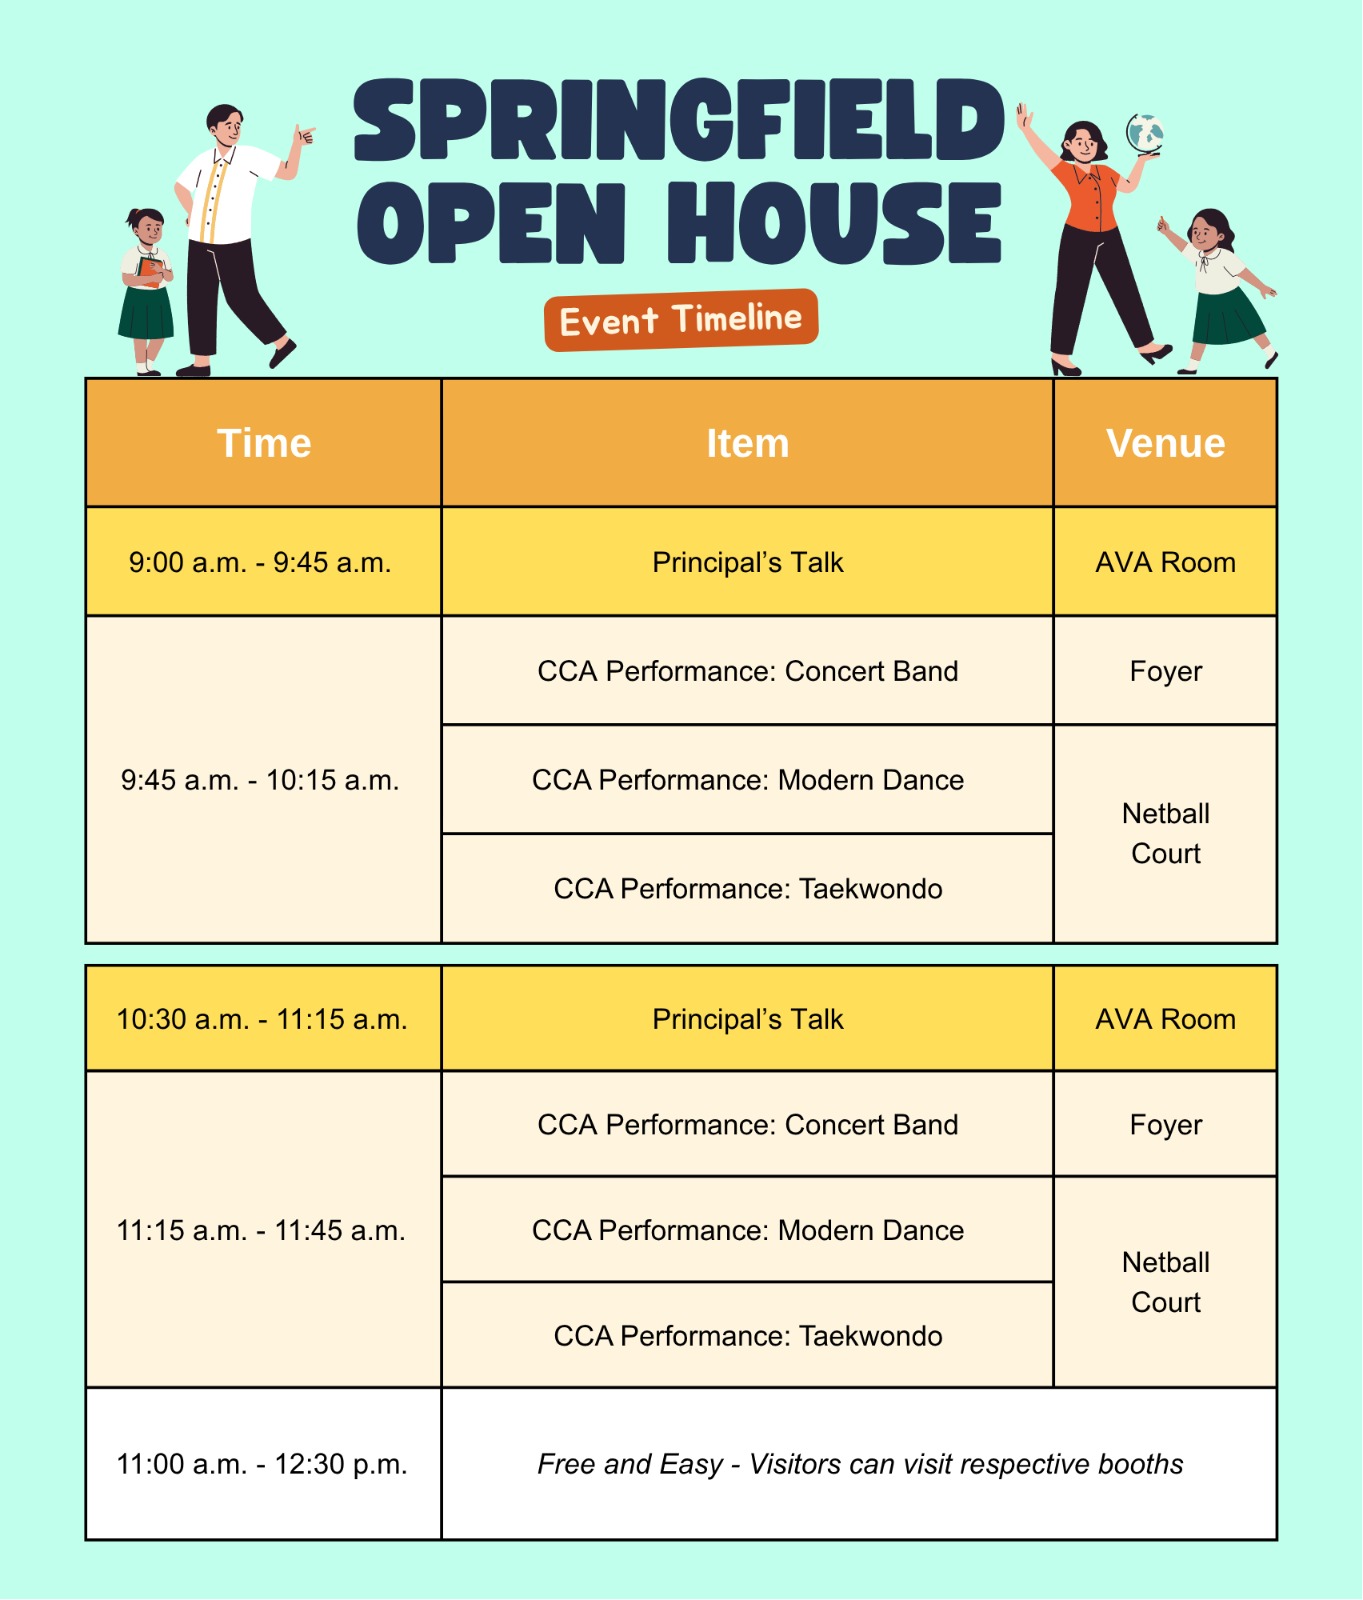 SPRINGFIELD
OPEN HOUSE
Event Timeline
Time Item Venue
9:00 a.m. - 9:45 a.m. Principal’s Talk AVA Room
9:45 a.m. - 10:15 a.m.
CCA Performance: Concert Band Foyer
CCA Performance: Modern Dance
CCA Performance: Taekwondo
Netball
Court
10:30 a.m. - 11:15 a.m. Principal’s Talk AVA Room
11:15 a.m. - 11:45 a.m.
CCA Performance: Concert Band Foyer
CCA Performance: Modern Dance
CCA Performance: Taekwondo
Netball
Court
11:00 a.m. - 12:30 p.m. Free and Easy - Visitors can visit respective booths